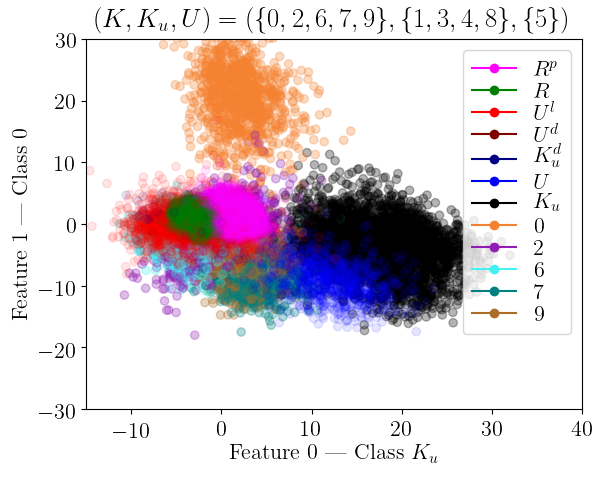 (K, K_u, U) = ({0, 2, 6, 7, 9}, {1, 3, 4, 8}, {5})
30
20
10
0
−10
−20
−30
Feature 1 — Class 0
R^p
R
U^l
U^d
K_u^d
U
K_u
0
2
6
7
9
−10
0
10
20
30
40
Feature 0 — Class K_u